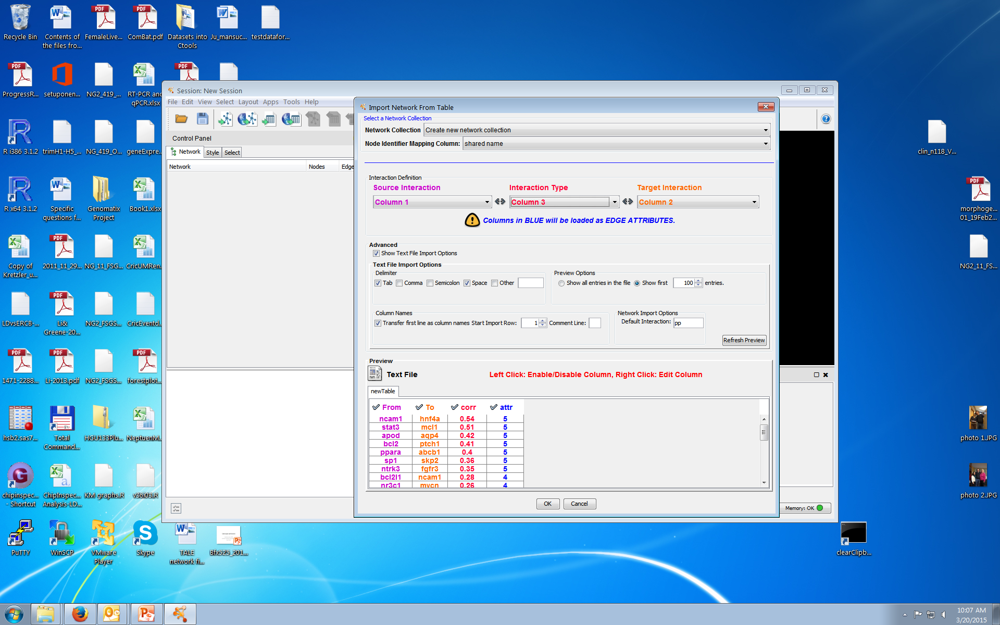 Recycle Bin
Contents of
the files fro...
FemaleLive...
ComBat.pdf
Datasets into
Ctools
Ju_mansuc...
testdatafor...
ProgressR...
setuponen...
NG2_419_...
RT-PCR and
qPCR.xlsx
R i386 3.1.2
trimH1-H5_...
NG_419_O...
geneExpre...
R x64 3.1.2
Specific
questions f...
Genomatix
Project
Book1.xlsx
Copy of
Kretzler_u...
2011_11_29...
NG_11_FSG...
CricUMRen...
LDvsERCB-...
Li&
Greene-20...
NG2_FSGS...
CricEventd...
1471-2288...
Li-2013.pdf
NG2_FSGS...
forestplot...
hsb2.sas7...
Total
Command...
HGU133Plu...
NeptuenM...
chipinspec...
- Shortcut
ChipInspec...
Analysis-LD...
KM graphs.R
v36i03.R
PuTTY
WinSCP
VMware
Player
Skype
TALE
network fi...
Bfx525_201...
Session: New Session
File Edit View Select Layout Apps Tools Help
Control Panel
Network Style Select
Network Nodes Edge
Import Network From Table
Select a Network Collection
Network Collection Create new network collection
Node Identifier Mapping Column: shared name
Interaction Definition
Source Interaction Interaction Type Target Interaction
Column 1 Column 3 Column 2
Columns in BLUE will be loaded as EDGE ATTRIBUTES.
Advanced
Show Text File Import Options
Text File Import Options
Delimiter
Tab Comma Semicolon Space Other
Preview Options
Show all entries in the file Show first 100 entries.
Column Names
Transfer first line as column names Start Import Row: 1 Comment Line:
Network Import Options
Default Interaction: pp
Refresh Preview
Preview
Text File Left Click: Enable/Disable Column, Right Click: Edit Column
newTable
From To corr attr
ncam1 hnf4a 0.54 5
stat3 mcl1 0.51 5
apod aqp4 0.42 5
bcl2 ptch1 0.41 5
ppara abcb1 0.4 5
sp1 skp2 0.36 5
ntrk3 fgfr3 0.35 5
bcl2l1 ncam1 0.28 4
nr3c1 mycn 0.26 4
OK Cancel
Memory: OK
clin_n118_V...
morphoge...
01_19Feb2...
NG2_11_FS...
photo 1.JPG
photo 2.JPG
clearClipb...
10:07 AM
3/20/2015